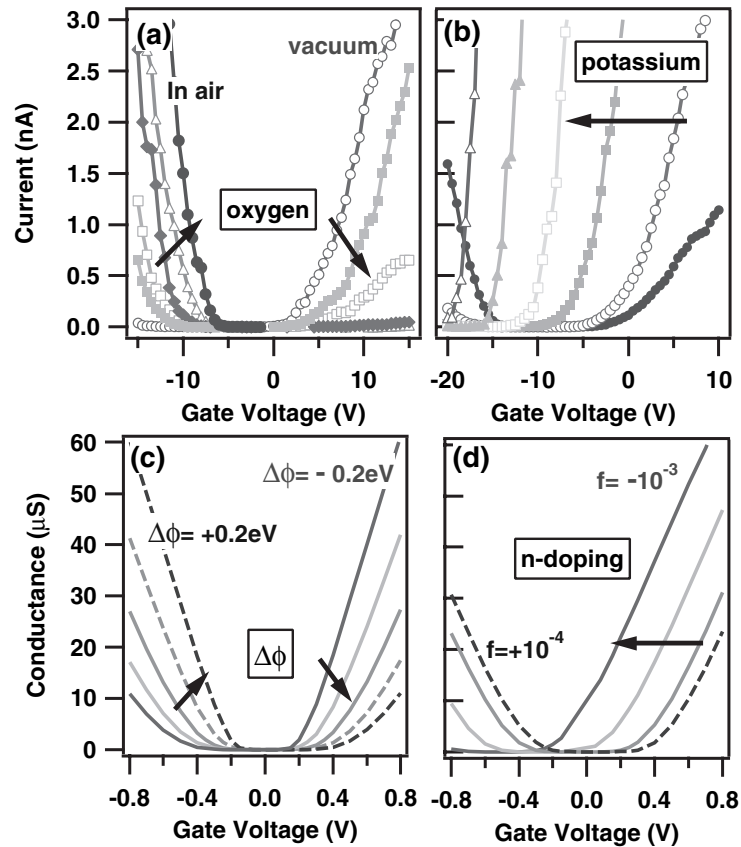 (a)
vacuum
In air
oxygen
3.0
2.5
2.0
1.5
1.0
0.5
0.0
Current (nA)
-10
0
10
Gate Voltage (V)
(b)
potassium
-20
-10
0
10
Gate Voltage (V)
(c)
Δϕ= - 0.2eV
Δϕ= +0.2eV
Δϕ
60
50
40
30
20
10
0
Conductance (μS)
-0.8
-0.4
0.0
0.4
0.8
Gate Voltage (V)
(d)
f= -10⁻³
n-doping
f=+10⁻⁴
-0.8
-0.4
0.0
0.4
0.8
Gate Voltage (V)